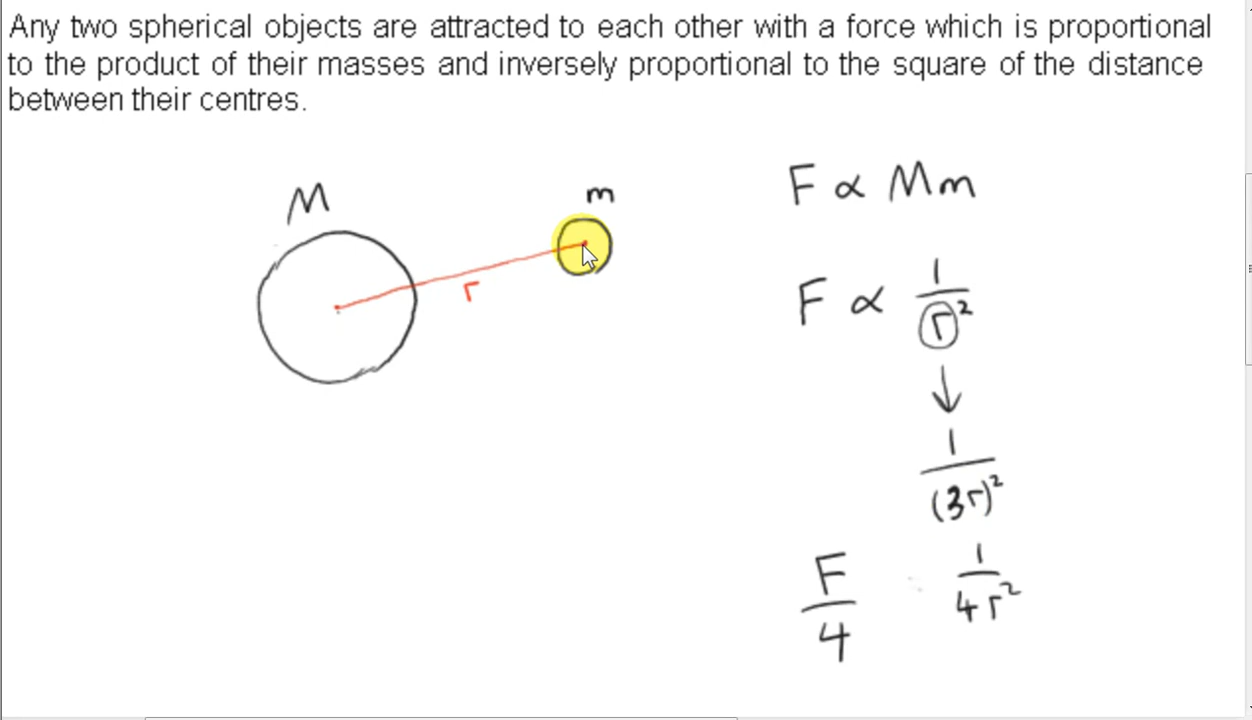 Any two spherical objects are attracted to each other with a force which is proportional
to the product of their masses and inversely proportional to the square of the distance
between their centres.
M
m
r
F ∝ Mm
F ∝ 1/r²
↓
1/(3r)²
F/4 1/4r²